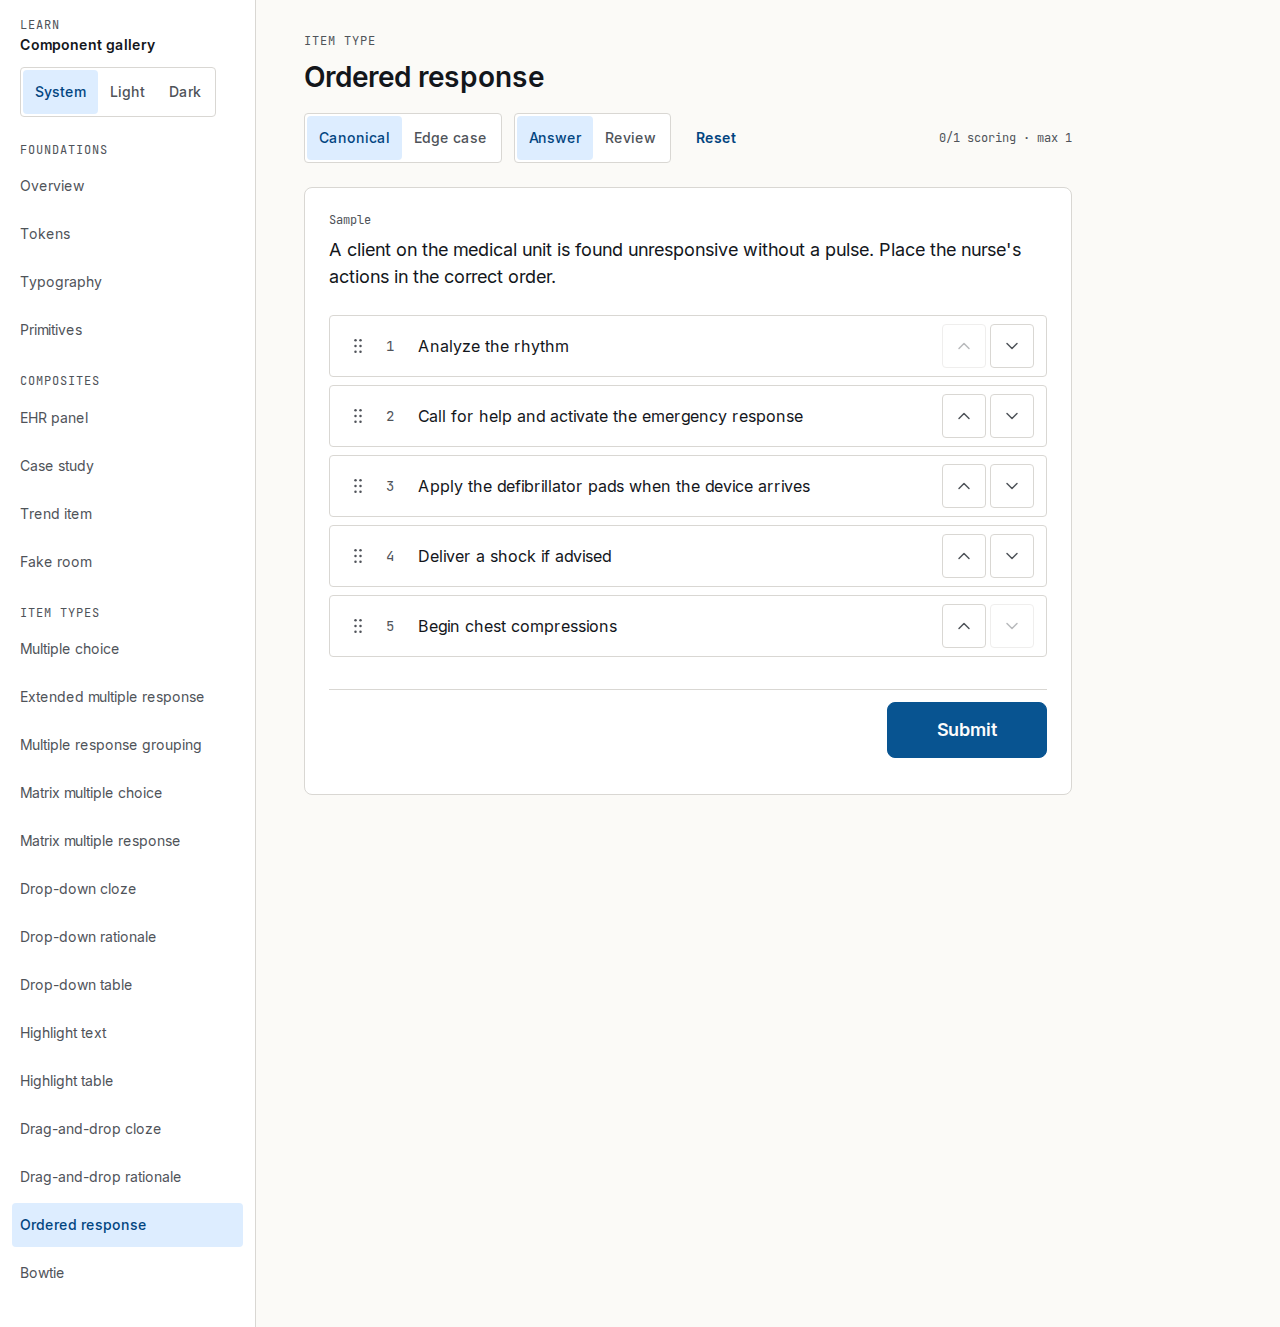 LEARN
Component gallery
System Light Dark
FOUNDATIONS
Overview
Tokens
Typography
Primitives
COMPOSITES
EHR panel
Case study
Trend item
Fake room
ITEM TYPES
Multiple choice
Extended multiple response
Multiple response grouping
Matrix multiple choice
Matrix multiple response
Drop-down cloze
Drop-down rationale
Drop-down table
Highlight text
Highlight table
Drag-and-drop cloze
Drag-and-drop rationale
Ordered response
Bowtie
ITEM TYPE
Ordered response
Canonical Edge case Answer Review Reset 0/1 scoring · max 1
Sample
A client on the medical unit is found unresponsive without a pulse. Place the nurse's
actions in the correct order.
1 Analyze the rhythm
2 Call for help and activate the emergency response
3 Apply the defibrillator pads when the device arrives
4 Deliver a shock if advised
5 Begin chest compressions
Submit